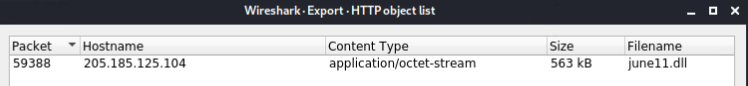 Wireshark · Export · HTTP object list
Packet Hostname Content Type Size Filename
59388 205.185.125.104 application/octet-stream 563 kB june11.dll